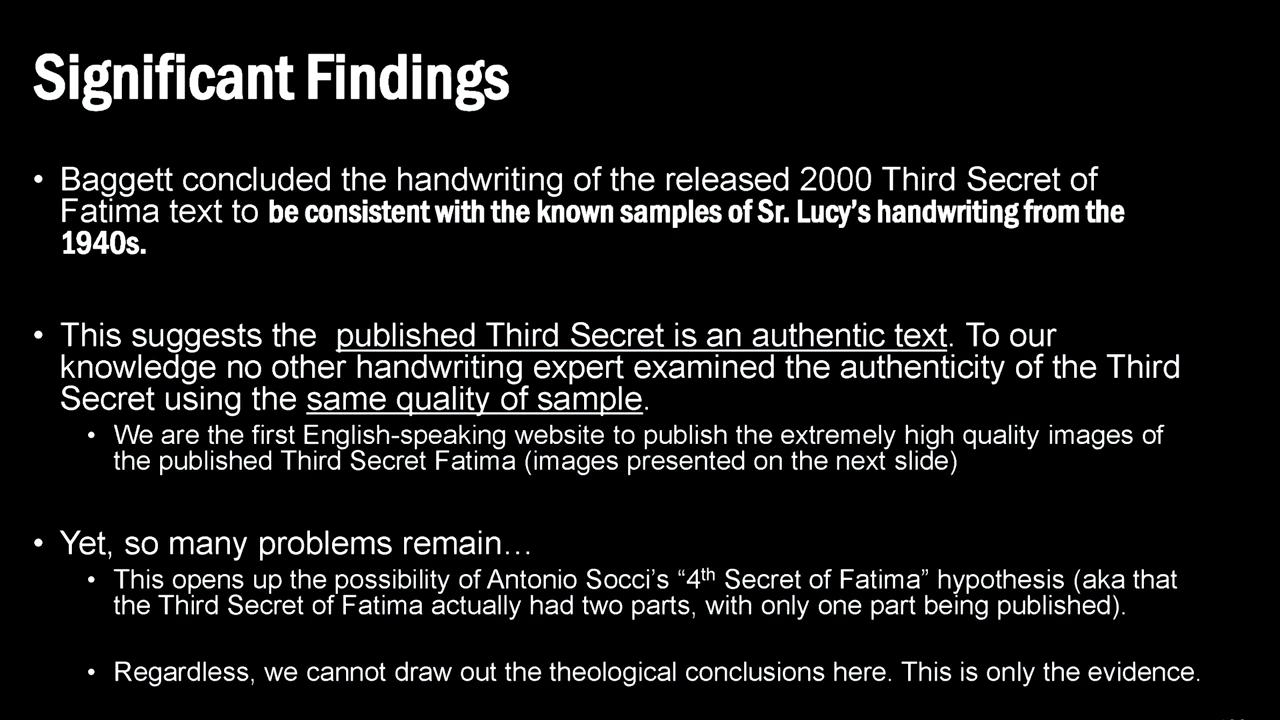 Significant Findings
• Baggett concluded the handwriting of the released 2000 Third Secret of
Fatima text to be consistent with the known samples of Sr. Lucy's handwriting from the
1940s.
• This suggests the  published Third Secret is an authentic text. To our
knowledge no other handwriting expert examined the authenticity of the Third
Secret using the same quality of sample.
• We are the first English-speaking website to publish the extremely high quality images of
the published Third Secret Fatima (images presented on the next slide)
• Yet, so many problems remain…
• This opens up the possibility of Antonio Socci's “4th Secret of Fatima” hypothesis (aka that
the Third Secret of Fatima actually had two parts, with only one part being published).
• Regardless, we cannot draw out the theological conclusions here. This is only the evidence.